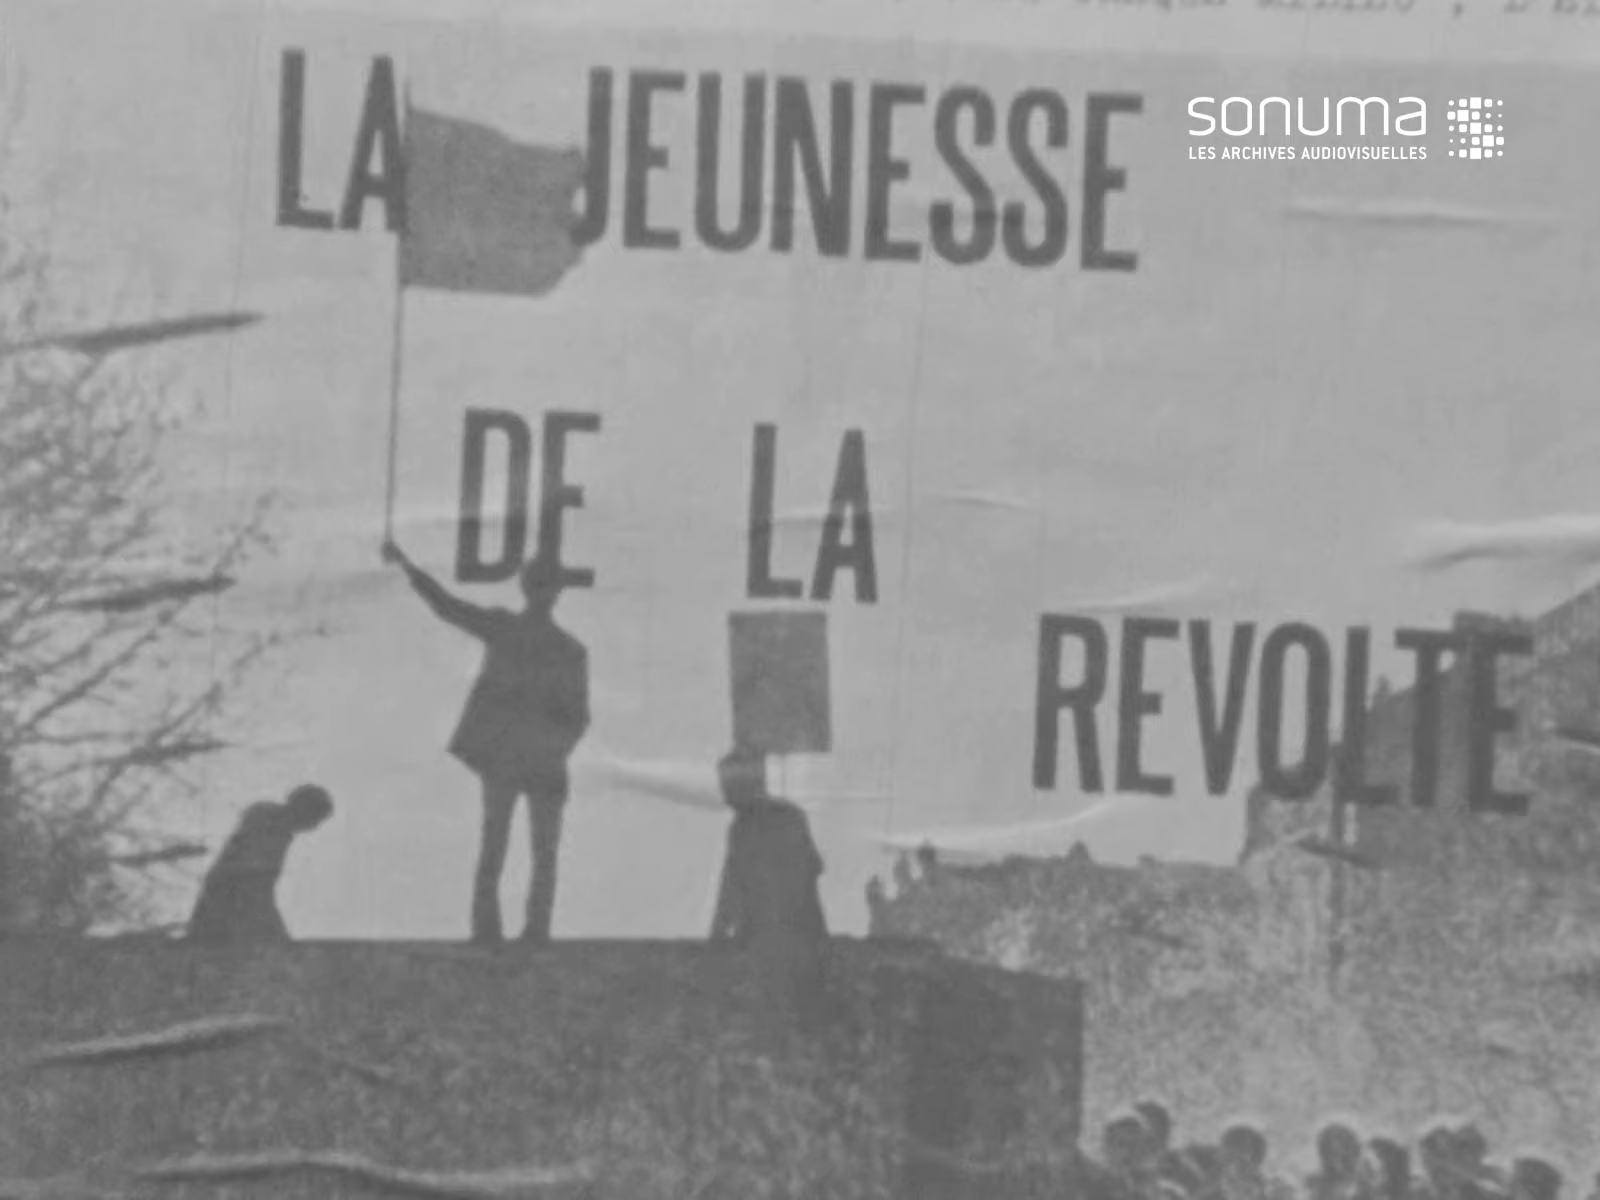 LA JEUNESSE
sonuma
LES ARCHIVES AUDIOVISUELLES
DE LA
REVOLTE